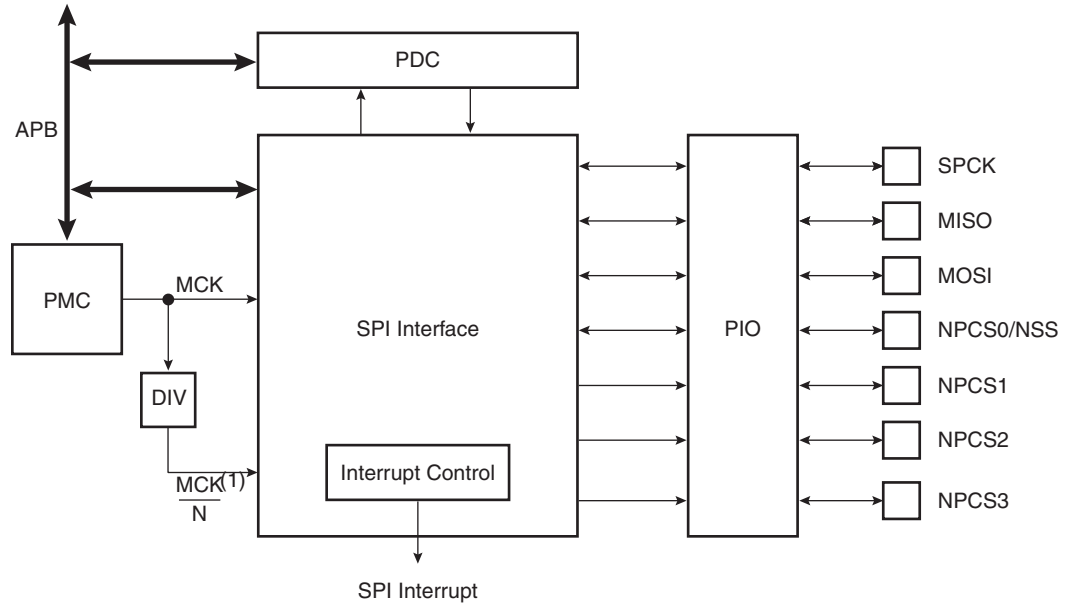 PDC
APB
SPCK
MISO
PMC
MCK
MOSI
SPI Interface
PIO
NPCS0/NSS
DIV
NPCS1
NPCS2
Interrupt Control
MCK(1)
N
NPCS3
SPI Interrupt